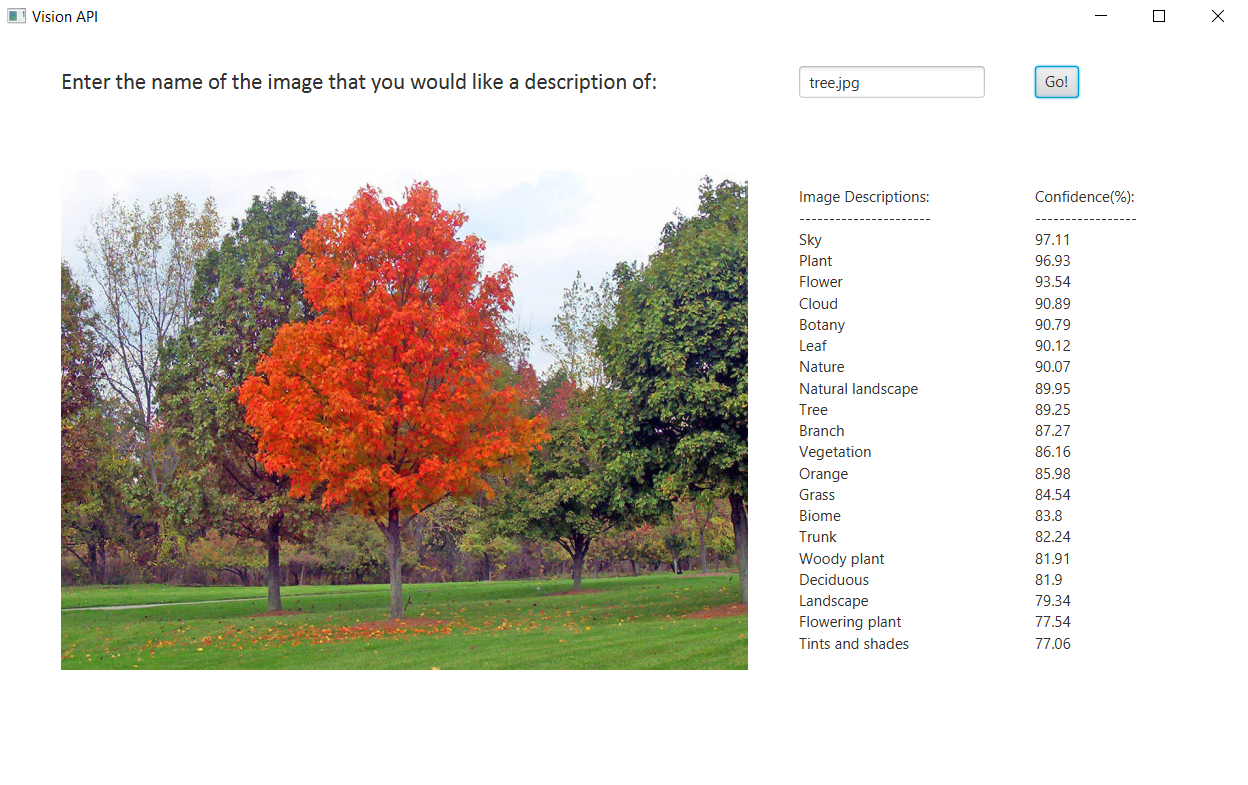 Vision API
Enter the name of the image that you would like a description of: tree.jpg Go!
Image Descriptions: Confidence(%):
---------------------- -----------------
Sky 97.11
Plant 96.93
Flower 93.54
Cloud 90.89
Botany 90.79
Leaf 90.12
Nature 90.07
Natural landscape 89.95
Tree 89.25
Branch 87.27
Vegetation 86.16
Orange 85.98
Grass 84.54
Biome 83.8
Trunk 82.24
Woody plant 81.91
Deciduous 81.9
Landscape 79.34
Flowering plant 77.54
Tints and shades 77.06